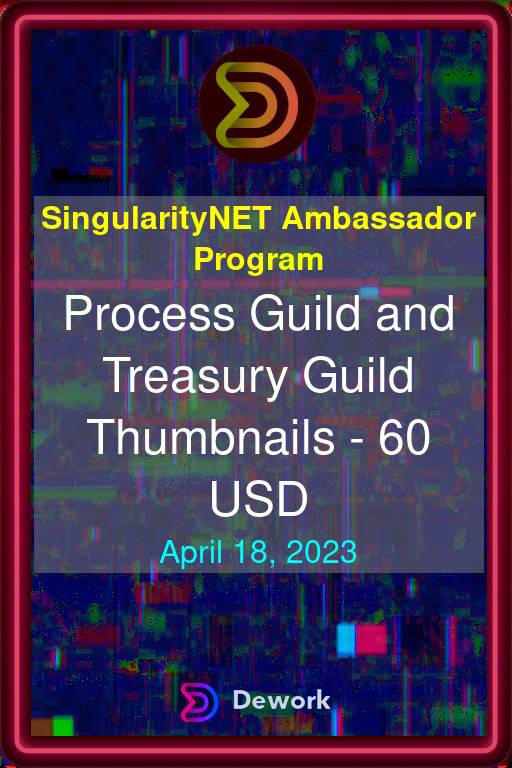 SingularityNET Ambassador
Program
Process Guild and
Treasury Guild
Thumbnails - 60
USD
April 18, 2023
Dework